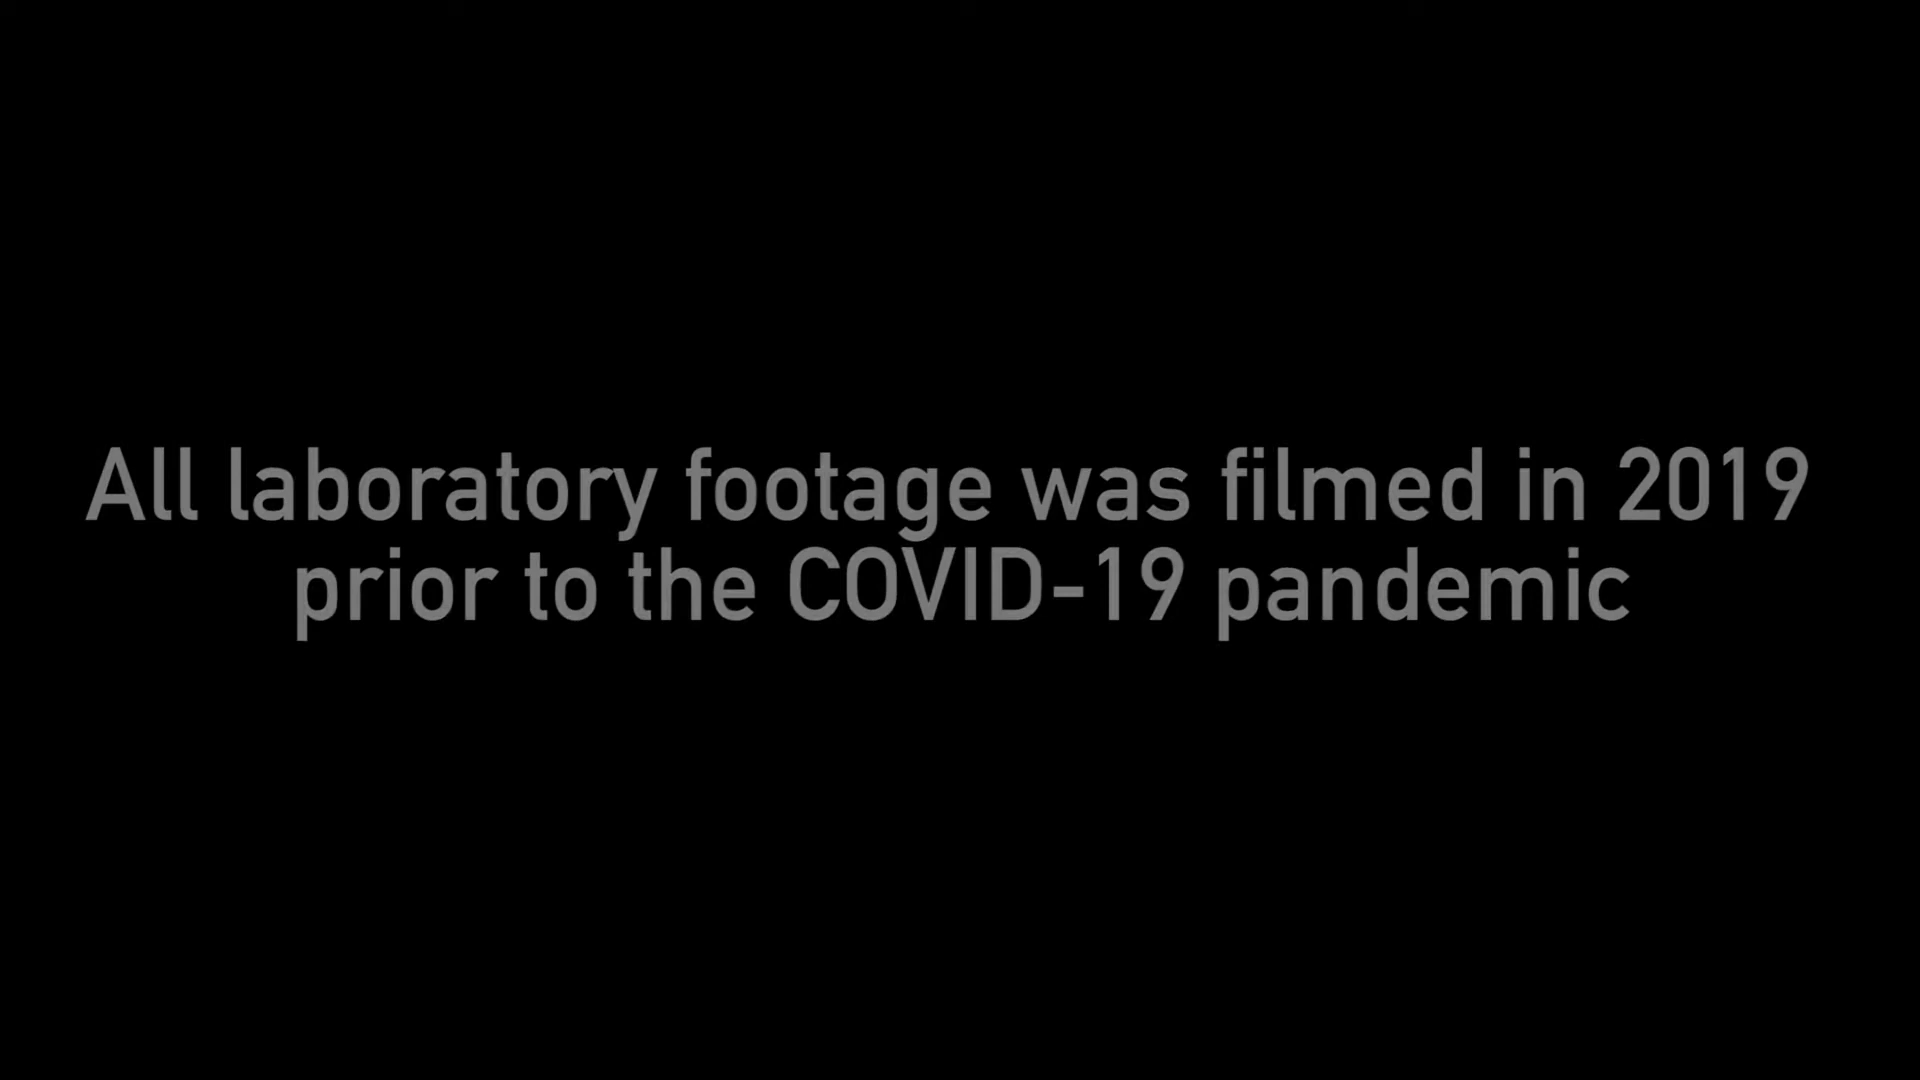 All laboratory footage was filmed in 2019
prior to the COVID-19 pandemic